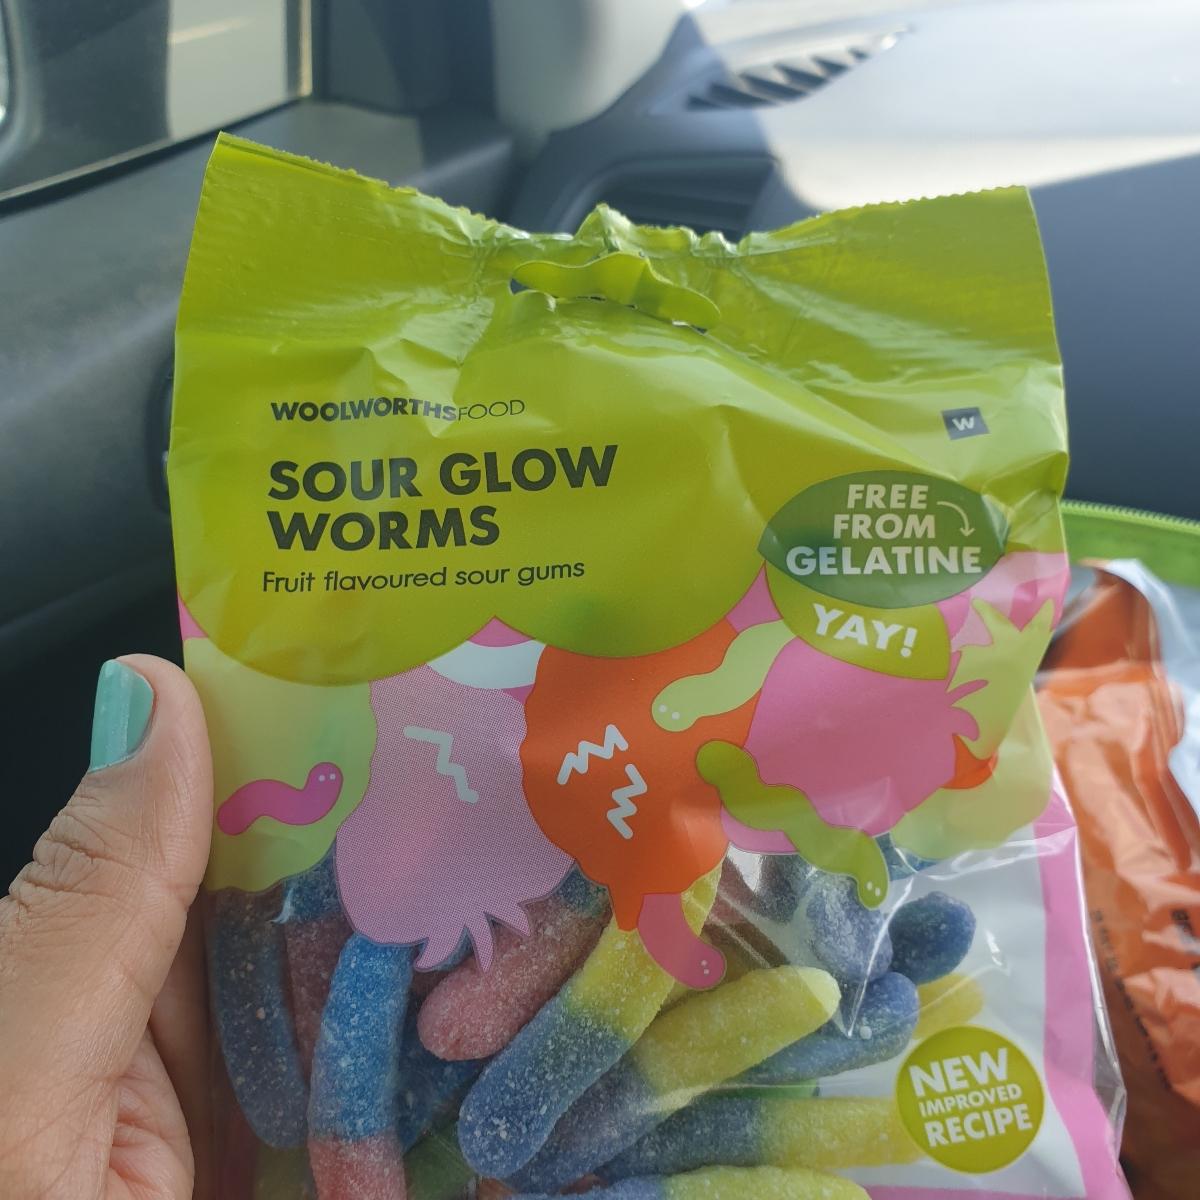 WOOLWORTHSFOOD
W
SOUR GLOW
WORMS
Fruit flavoured sour gums
FREE
FROM
GELATINE
YAY!
NEW
IMPROVED
RECIPE